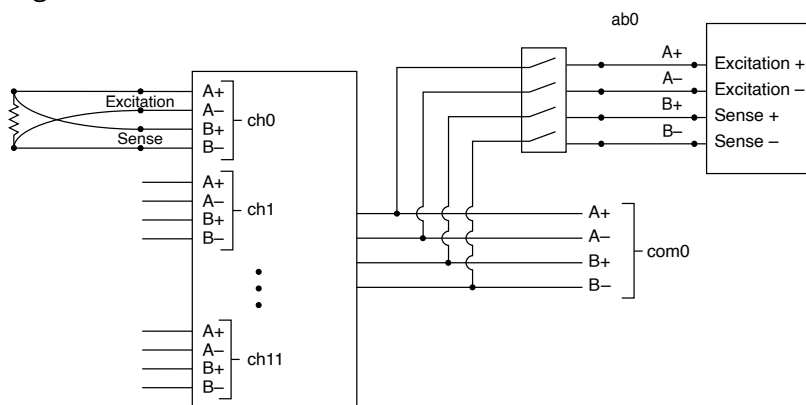 ab0
A+
A–
B+
B–
Excitation +
Excitation –
Sense +
Sense –
Excitation
Sense
A+
A–
B+
B–
ch0
A+
A–
B+
B–
ch1
A+
A–
B+
B–
ch11
A+
A–
B+
B–
com0